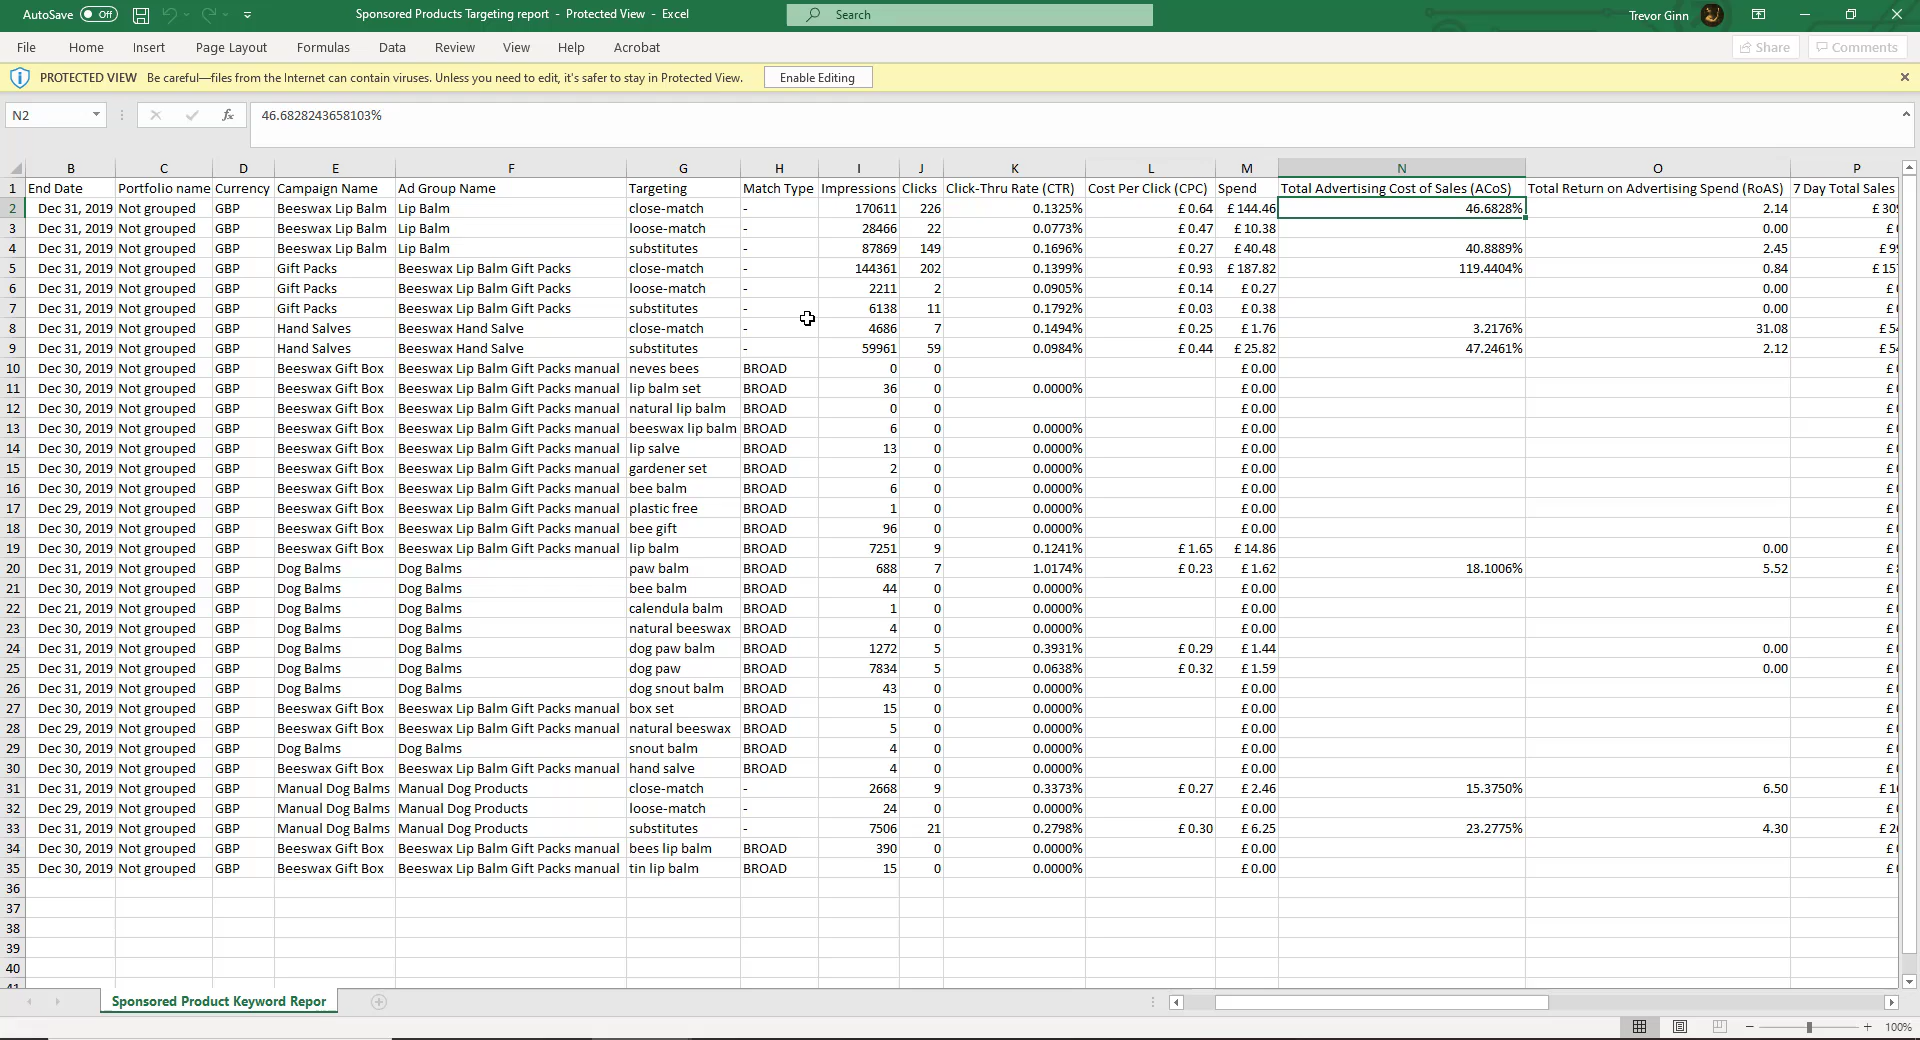 AutoSave Off Sponsored Products Targeting report - Protected View - Excel Search Trevor Ginn
File Home Insert Page Layout Formulas Data Review View Help Acrobat Share Comments
PROTECTED VIEW Be careful—files from the Internet can contain viruses. Unless you need to edit, it's safer to stay in Protected View. Enable Editing
N2 fx 46.6828243658103%
B C D E F G H I J K L M N O P
1 End Date Portfolio name Currency Campaign Name Ad Group Name Targeting Match Type Impressions Clicks Click-Thru Rate (CTR) Cost Per Click (CPC) Spend Total Advertising Cost of Sales (ACoS) Total Return on Advertising Spend (RoAS) 7 Day Total Sales
2 Dec 31, 2019 Not grouped GBP Beeswax Lip Balm Lip Balm close-match - 170611 226 0.1325% £ 0.64 £ 144.46 46.6828% 2.14 £ 30
3 Dec 31, 2019 Not grouped GBP Beeswax Lip Balm Lip Balm loose-match - 28466 22 0.0773% £ 0.47 £ 10.38 0.00 £
4 Dec 31, 2019 Not grouped GBP Beeswax Lip Balm Lip Balm substitutes - 87869 149 0.1696% £ 0.27 £ 40.48 40.8889% 2.45 £ 9
5 Dec 31, 2019 Not grouped GBP Gift Packs Beeswax Lip Balm Gift Packs close-match - 144361 202 0.1399% £ 0.93 £ 187.82 119.4404% 0.84 £ 15
6 Dec 31, 2019 Not grouped GBP Gift Packs Beeswax Lip Balm Gift Packs loose-match - 2211 2 0.0905% £ 0.14 £ 0.27 0.00 £
7 Dec 31, 2019 Not grouped GBP Gift Packs Beeswax Lip Balm Gift Packs substitutes - 6138 11 0.1792% £ 0.03 £ 0.38 0.00 £
8 Dec 31, 2019 Not grouped GBP Hand Salves Beeswax Hand Salve close-match - 4686 7 0.1494% £ 0.25 £ 1.76 3.2176% 31.08 £ 5
9 Dec 31, 2019 Not grouped GBP Hand Salves Beeswax Hand Salve substitutes - 59961 59 0.0984% £ 0.44 £ 25.82 47.2461% 2.12 £ 5
10 Dec 30, 2019 Not grouped GBP Beeswax Gift Box Beeswax Lip Balm Gift Packs manual neves bees BROAD 0 0 £ 0.00 £
11 Dec 30, 2019 Not grouped GBP Beeswax Gift Box Beeswax Lip Balm Gift Packs manual lip balm set BROAD 36 0 0.0000% £ 0.00 £
12 Dec 30, 2019 Not grouped GBP Beeswax Gift Box Beeswax Lip Balm Gift Packs manual natural lip balm BROAD 0 0 £ 0.00 £
13 Dec 30, 2019 Not grouped GBP Beeswax Gift Box Beeswax Lip Balm Gift Packs manual beeswax lip balm BROAD 6 0 0.0000% £ 0.00 £
14 Dec 30, 2019 Not grouped GBP Beeswax Gift Box Beeswax Lip Balm Gift Packs manual lip salve BROAD 13 0 0.0000% £ 0.00 £
15 Dec 30, 2019 Not grouped GBP Beeswax Gift Box Beeswax Lip Balm Gift Packs manual gardener set BROAD 2 0 0.0000% £ 0.00 £
16 Dec 30, 2019 Not grouped GBP Beeswax Gift Box Beeswax Lip Balm Gift Packs manual bee balm BROAD 6 0 0.0000% £ 0.00 £
17 Dec 29, 2019 Not grouped GBP Beeswax Gift Box Beeswax Lip Balm Gift Packs manual plastic free BROAD 1 0 0.0000% £ 0.00 £
18 Dec 30, 2019 Not grouped GBP Beeswax Gift Box Beeswax Lip Balm Gift Packs manual bee gift BROAD 96 0 0.0000% £ 0.00 £
19 Dec 30, 2019 Not grouped GBP Beeswax Gift Box Beeswax Lip Balm Gift Packs manual lip balm BROAD 7251 9 0.1241% £ 1.65 £ 14.86 0.00 £
20 Dec 31, 2019 Not grouped GBP Dog Balms Dog Balms paw balm BROAD 688 7 1.0174% £ 0.23 £ 1.62 18.1006% 5.52 £
21 Dec 30, 2019 Not grouped GBP Dog Balms Dog Balms bee balm BROAD 44 0 0.0000% £ 0.00 £
22 Dec 21, 2019 Not grouped GBP Dog Balms Dog Balms calendula balm BROAD 1 0 0.0000% £ 0.00 £
23 Dec 30, 2019 Not grouped GBP Dog Balms Dog Balms natural beeswax BROAD 4 0 0.0000% £ 0.00 £
24 Dec 31, 2019 Not grouped GBP Dog Balms Dog Balms dog paw balm BROAD 1272 5 0.3931% £ 0.29 £ 1.44 0.00 £
25 Dec 31, 2019 Not grouped GBP Dog Balms Dog Balms dog paw BROAD 7834 5 0.0638% £ 0.32 £ 1.59 0.00 £
26 Dec 31, 2019 Not grouped GBP Dog Balms Dog Balms dog snout balm BROAD 43 0 0.0000% £ 0.00 £
27 Dec 30, 2019 Not grouped GBP Beeswax Gift Box Beeswax Lip Balm Gift Packs manual box set BROAD 15 0 0.0000% £ 0.00 £
28 Dec 29, 2019 Not grouped GBP Beeswax Gift Box Beeswax Lip Balm Gift Packs manual natural beeswax BROAD 5 0 0.0000% £ 0.00 £
29 Dec 30, 2019 Not grouped GBP Dog Balms Dog Balms snout balm BROAD 4 0 0.0000% £ 0.00 £
30 Dec 30, 2019 Not grouped GBP Beeswax Gift Box Beeswax Lip Balm Gift Packs manual hand salve BROAD 4 0 0.0000% £ 0.00 £
31 Dec 31, 2019 Not grouped GBP Manual Dog Balms Manual Dog Products close-match - 2668 9 0.3373% £ 0.27 £ 2.46 15.3750% 6.50 £ 1
32 Dec 29, 2019 Not grouped GBP Manual Dog Balms Manual Dog Products loose-match - 24 0 0.0000% £ 0.00 £
33 Dec 31, 2019 Not grouped GBP Manual Dog Balms Manual Dog Products substitutes - 7506 21 0.2798% £ 0.30 £ 6.25 23.2775% 4.30 £ 2
34 Dec 30, 2019 Not grouped GBP Beeswax Gift Box Beeswax Lip Balm Gift Packs manual bees lip balm BROAD 390 0 0.0000% £ 0.00 £
35 Dec 30, 2019 Not grouped GBP Beeswax Gift Box Beeswax Lip Balm Gift Packs manual tin lip balm BROAD 15 0 0.0000% £ 0.00 £
36
37
38
39
40
Sponsored Product Keyword Repor
100%